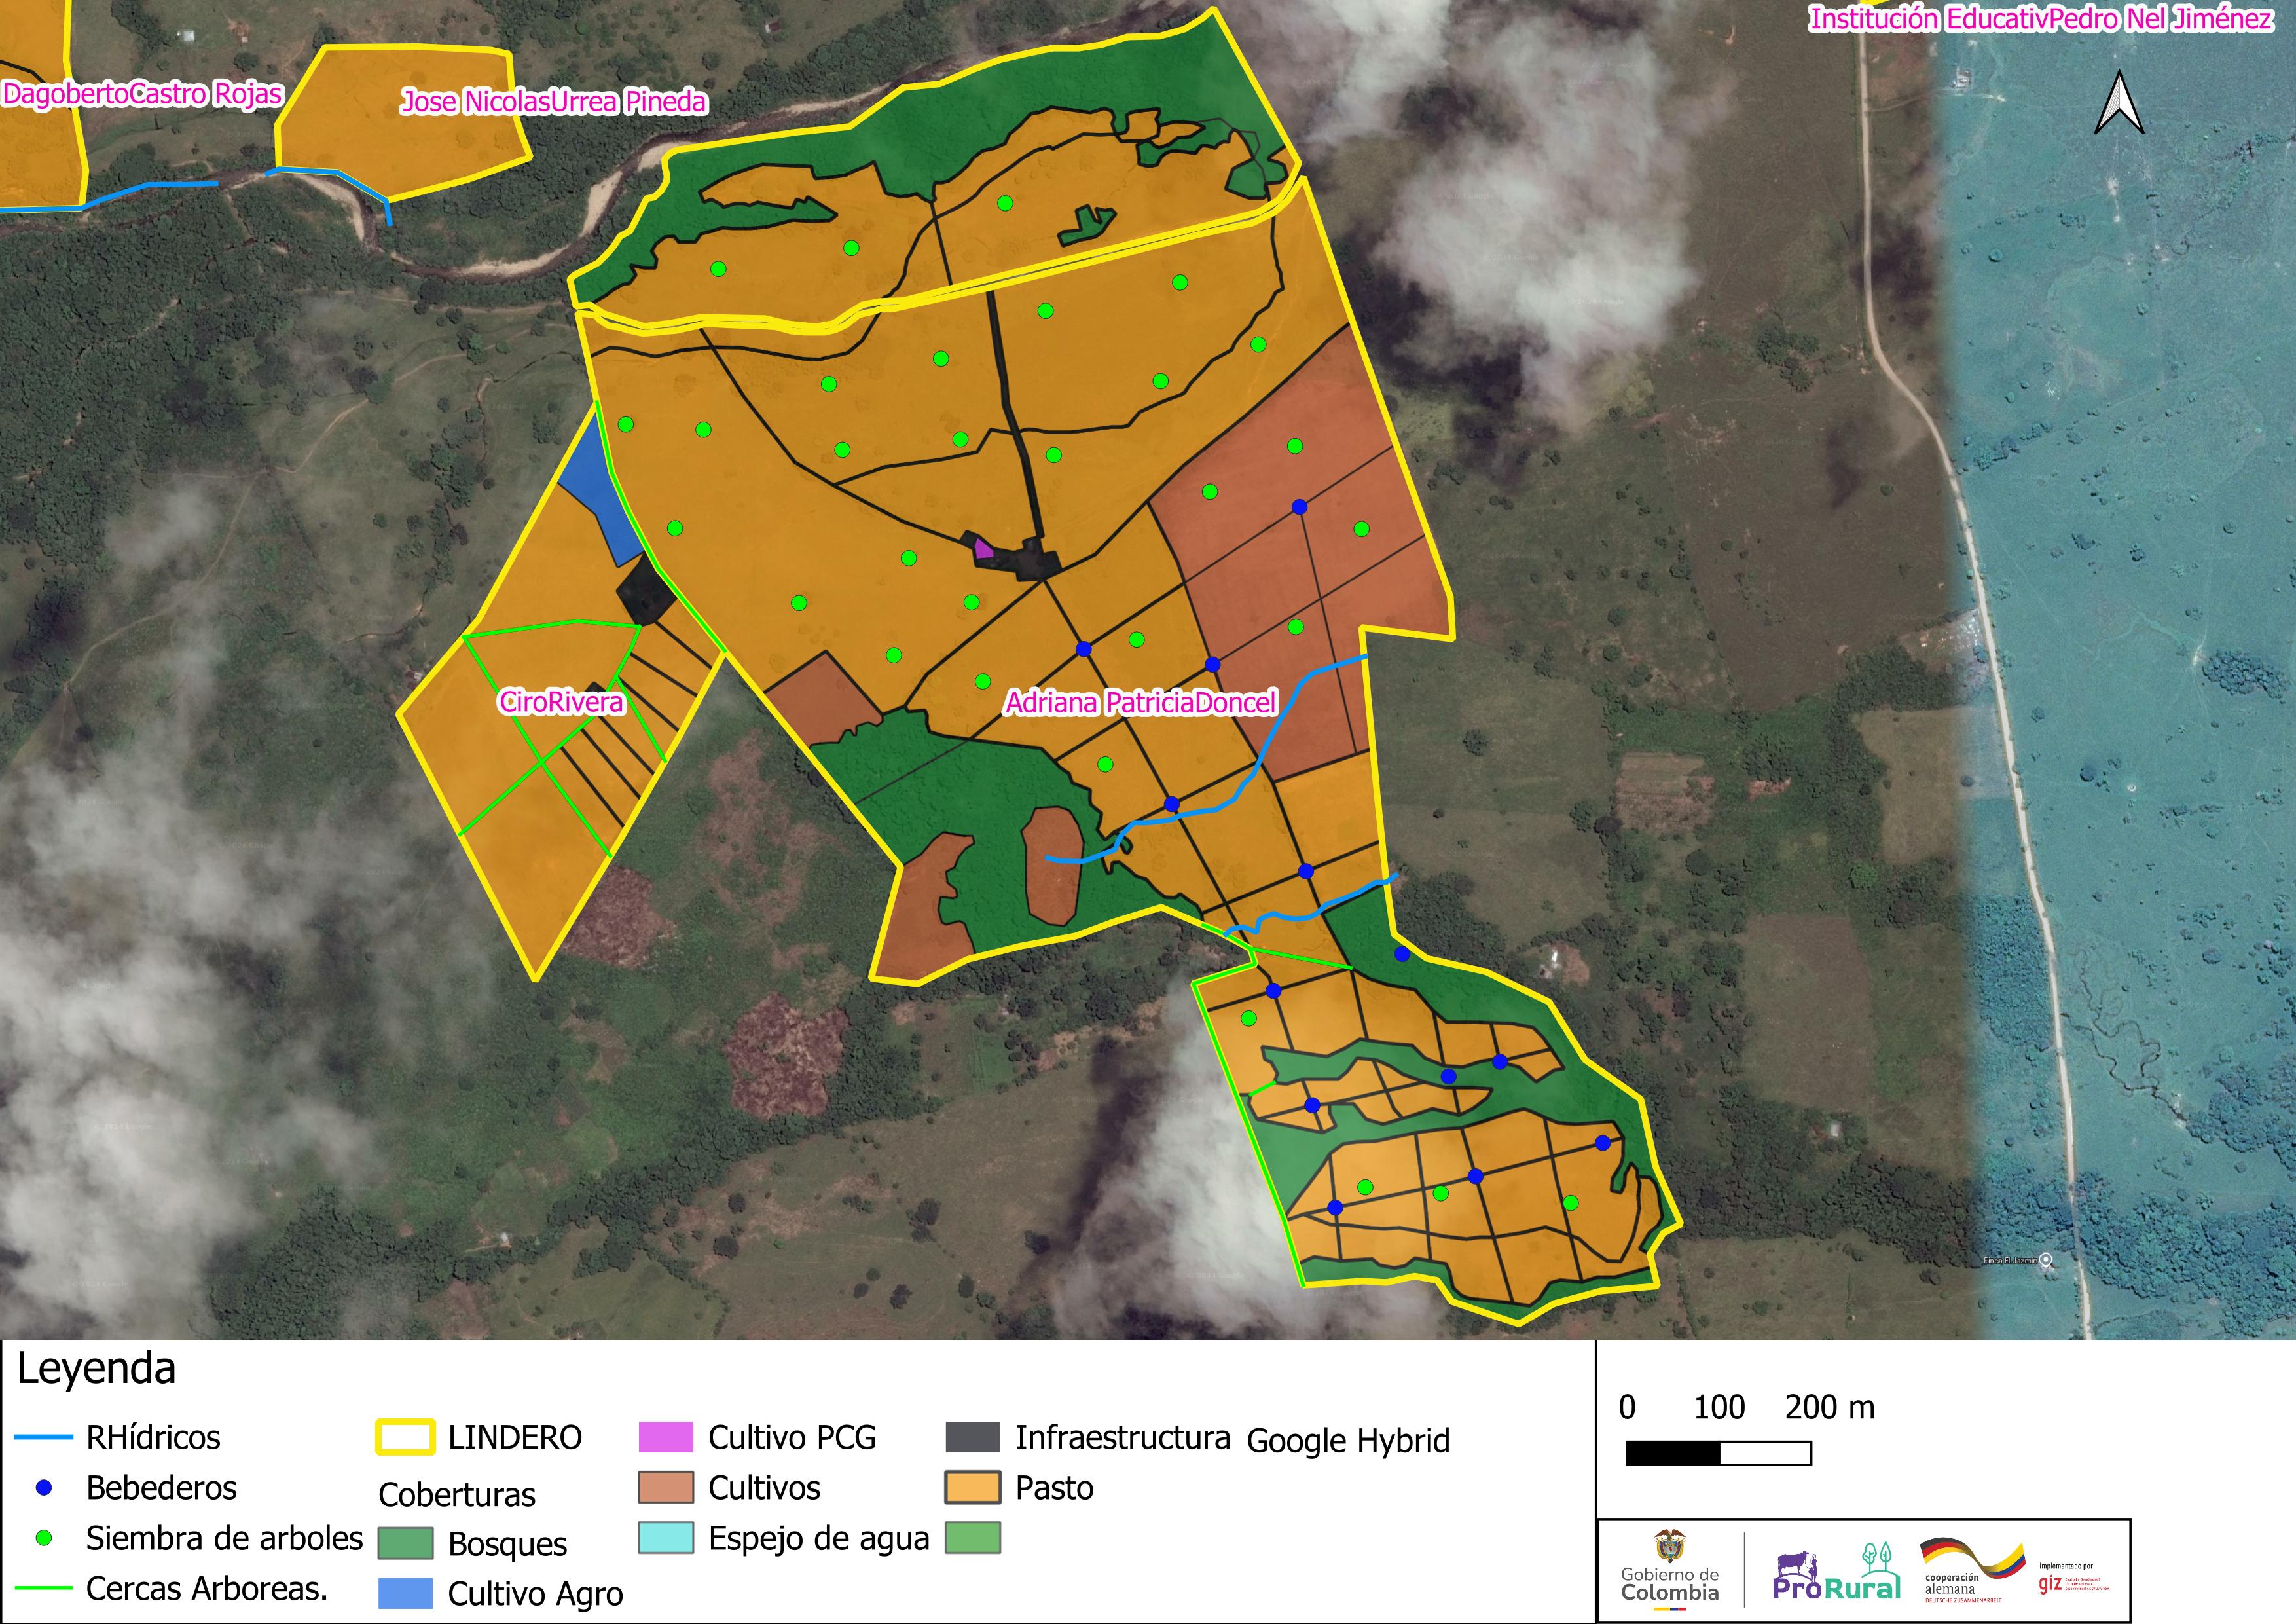 Institución EducativPedro Nel Jiménez
DagobertoCastro Rojas
Jose NicolasUrrea Pineda
CiroRivera
Adriana PatriciaDoncel
Finca El Jazmín
Leyenda
RHídricos
Bebederos
Siembra de arboles
Cercas Arboreas.
LINDERO
Coberturas
Bosques
Cultivo Agro
Cultivo PCG
Cultivos
Espejo de agua
Infraestructura
Pasto
Google Hybrid
0 100 200 m
Gobierno de
Colombia
ProRural
cooperación
alemana
DEUTSCHE ZUSAMMENARBEIT
Implementado por
giz